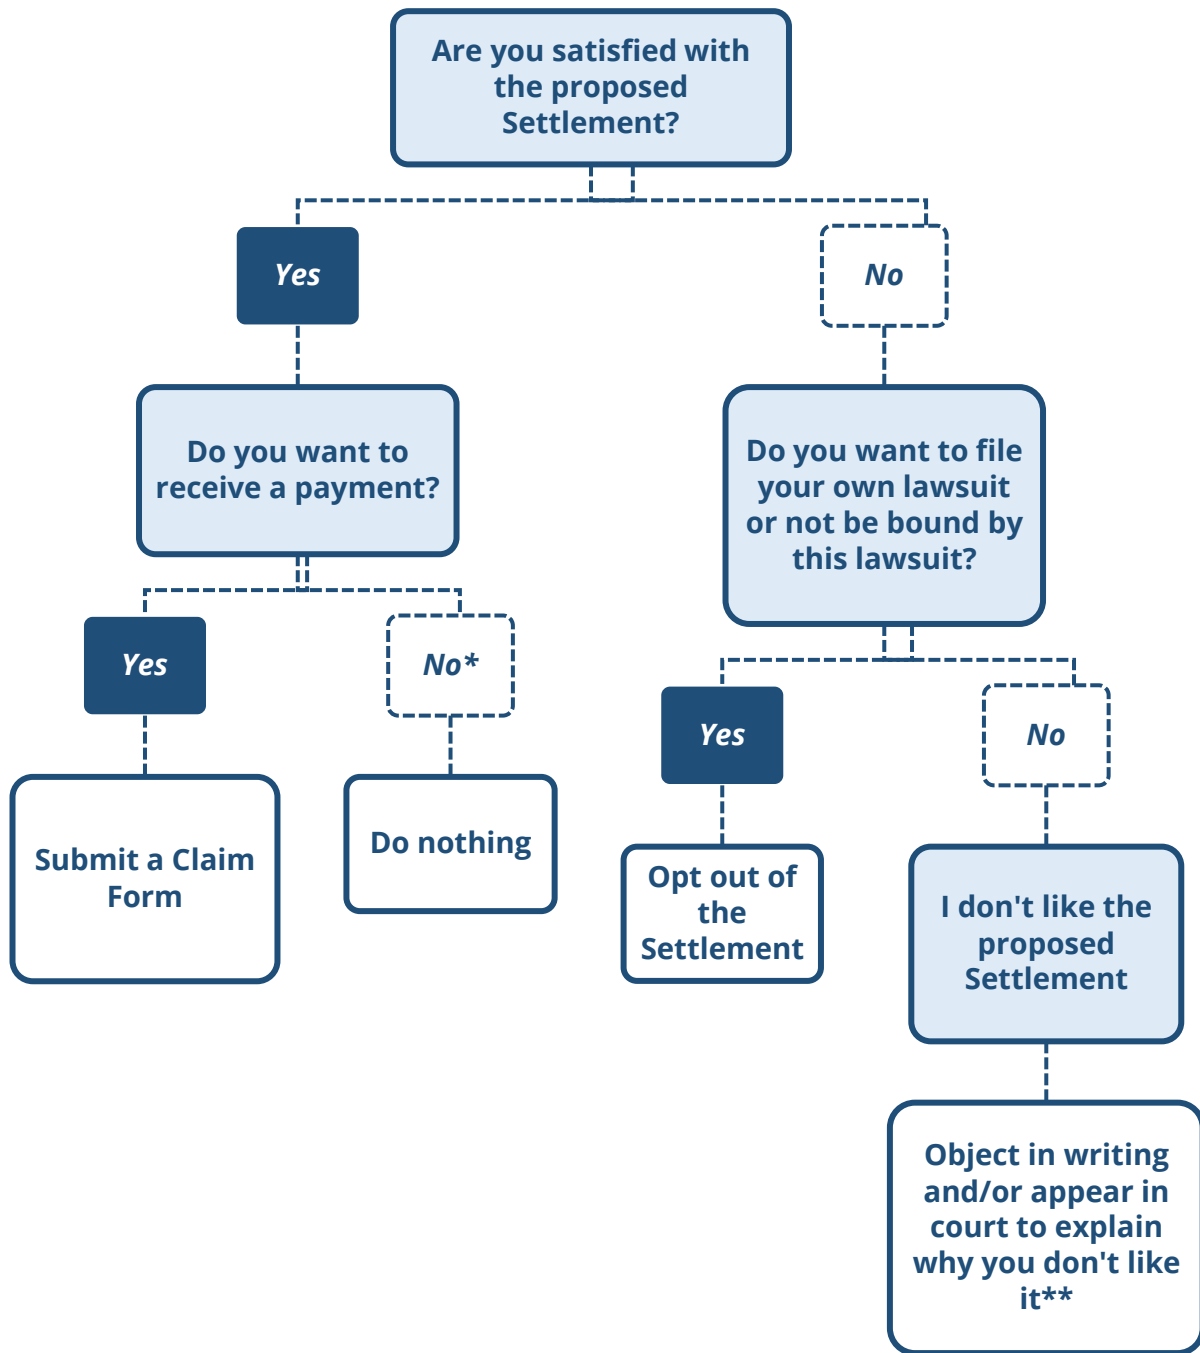 Are you satisfied with
the proposed
Settlement?
Yes
No
Do you want to
receive a payment?
Do you want to file
your own lawsuit
or not be bound by
this lawsuit?
Yes
No*
Yes
No
Submit a Claim
Form
Do nothing
Opt out of
the
Settlement
I don't like the
proposed
Settlement
Object in writing
and/or appear in
court to explain
why you don't like
it**